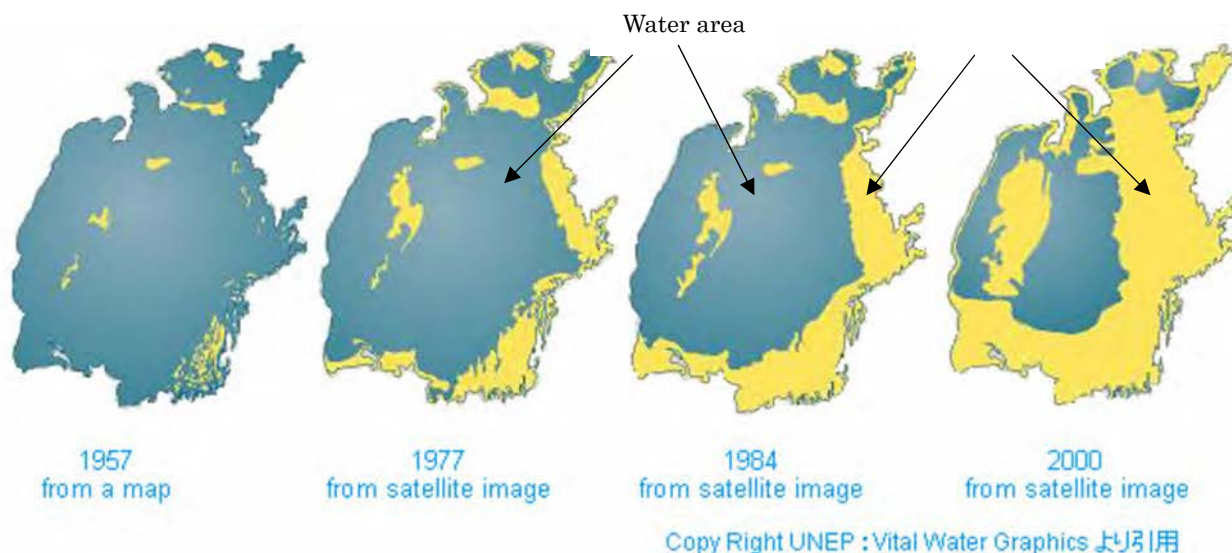 Water area
1957
from a map
1977
from satellite image
1984
from satellite image
2000
from satellite image
Copy Right UNEP : Vital Water Graphics より引用